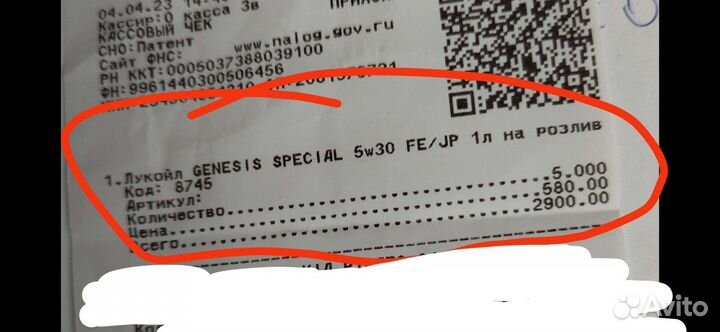 04.04.23
Кассир:0 касса 3в
КАССОВЫЙ ЧЕК
СНО:Патент
Сайт ФНС: www.nalog.gov.ru
РН ККТ:0005037388039100
ФН:9961440300506456
1.Лукойл GENESIS SPECIAL 5w30 FE/JP 1л на розлив
Код: 8745
Артикул:
Количество 5.000
Цена 580.00
Всего 2900.00
Avito